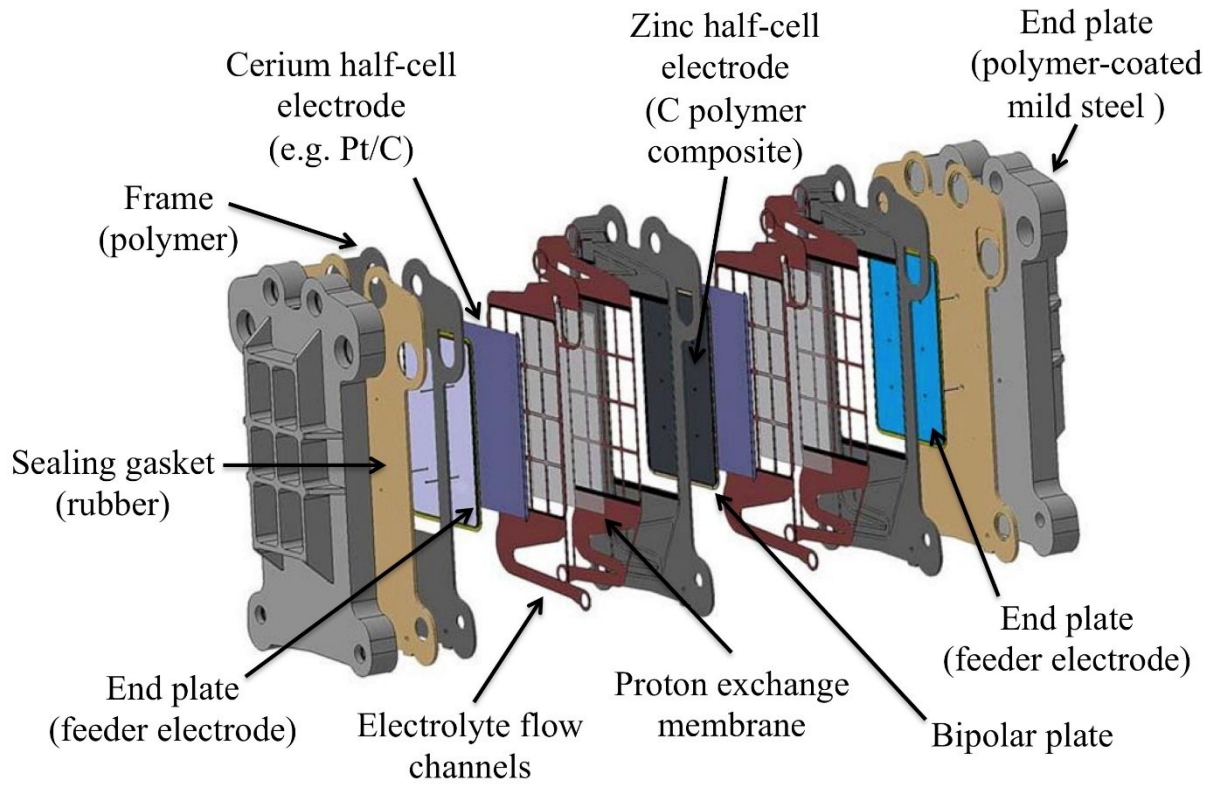 Cerium half-cell
electrode
(e.g. Pt/C)
Zinc half-cell
electrode
(C polymer
composite)
End plate
(polymer-coated
mild steel )
Frame
(polymer)
Sealing gasket
(rubber)
End plate
(feeder electrode)
Electrolyte flow
channels
Proton exchange
membrane
Bipolar plate
End plate
(feeder electrode)